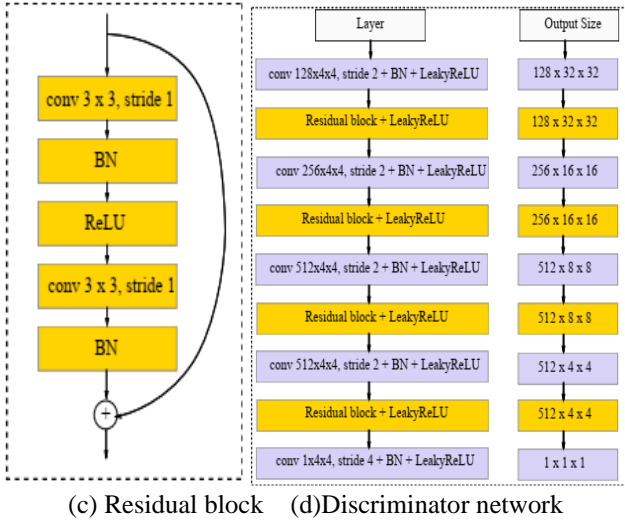 conv 3 x 3, stride 1
BN
ReLU
conv 3 x 3, stride 1
BN
+
Layer
conv 128x4x4, stride 2 + BN + LeakyReLU
Residual block + LeakyReLU
conv 256x4x4, stride 2 + BN + LeakyReLU
Residual block + LeakyReLU
conv 512x4x4, stride 2 + BN + LeakyReLU
Residual block + LeakyReLU
conv 512x4x4, stride 2 + BN + LeakyReLU
Residual block + LeakyReLU
conv 1x4x4, stride 4 + BN + LeakyReLU
Output Size
128 x 32 x 32
128 x 32 x 32
256 x 16 x 16
256 x 16 x 16
512 x 8 x 8
512 x 8 x 8
512 x 4 x 4
512 x 4 x 4
1 x 1 x 1
(c) Residual block (d)Discriminator network